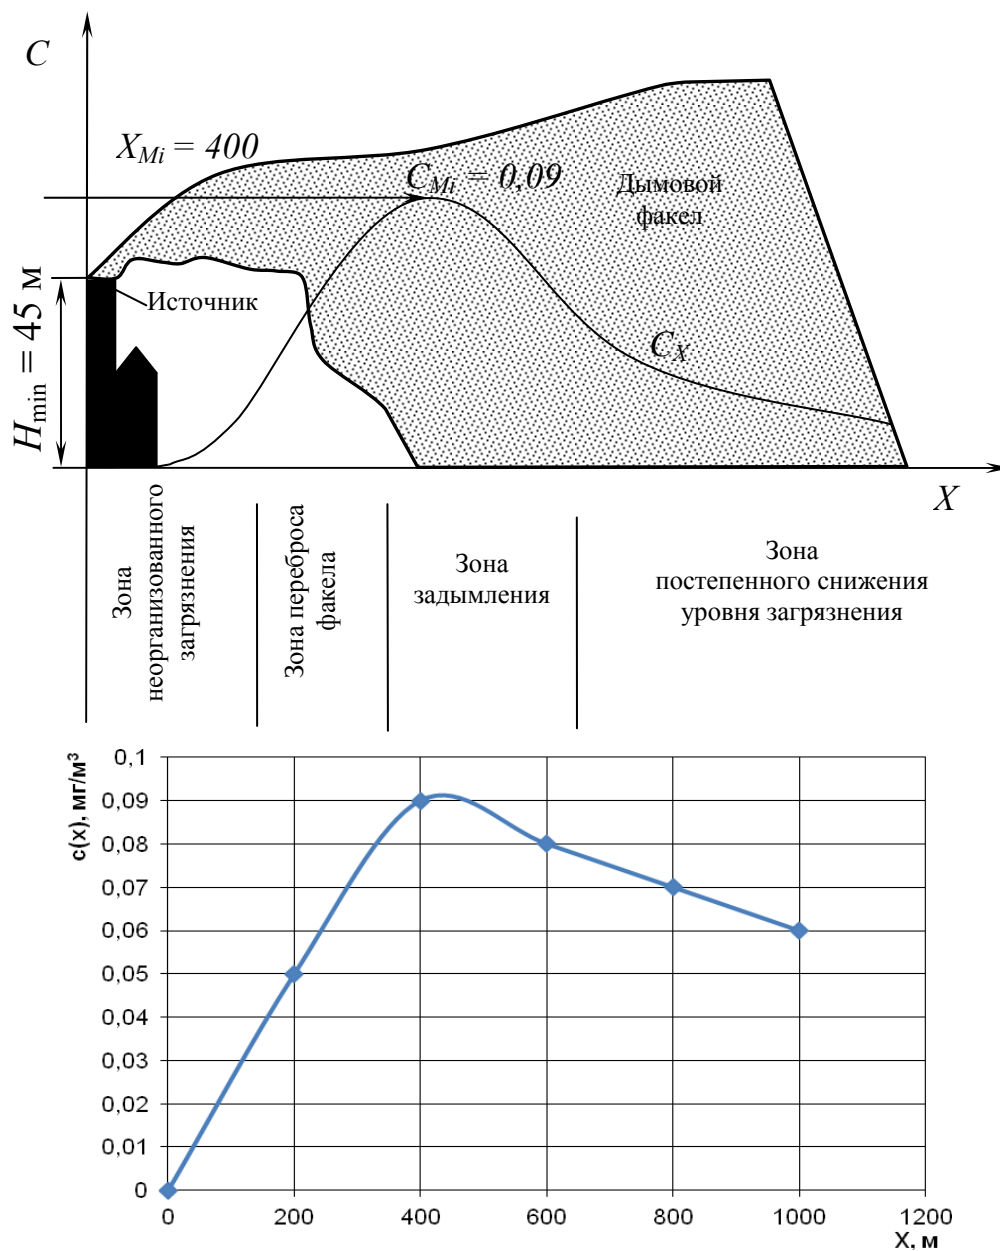 C
X_Mi = 400
C_Mi = 0,09
Дымовой
факел
Источник
H_min = 45 м
C_X
X
Зона
неорганизованного
загрязнения
Зона переброса
факела
Зона
задымления
Зона
постепенного снижения
уровня загрязнения
c(x), мг/м³
0,1
0,09
0,08
0,07
0,06
0,05
0,04
0,03
0,02
0,01
0
0 200 400 600 800 1000 1200
X, м